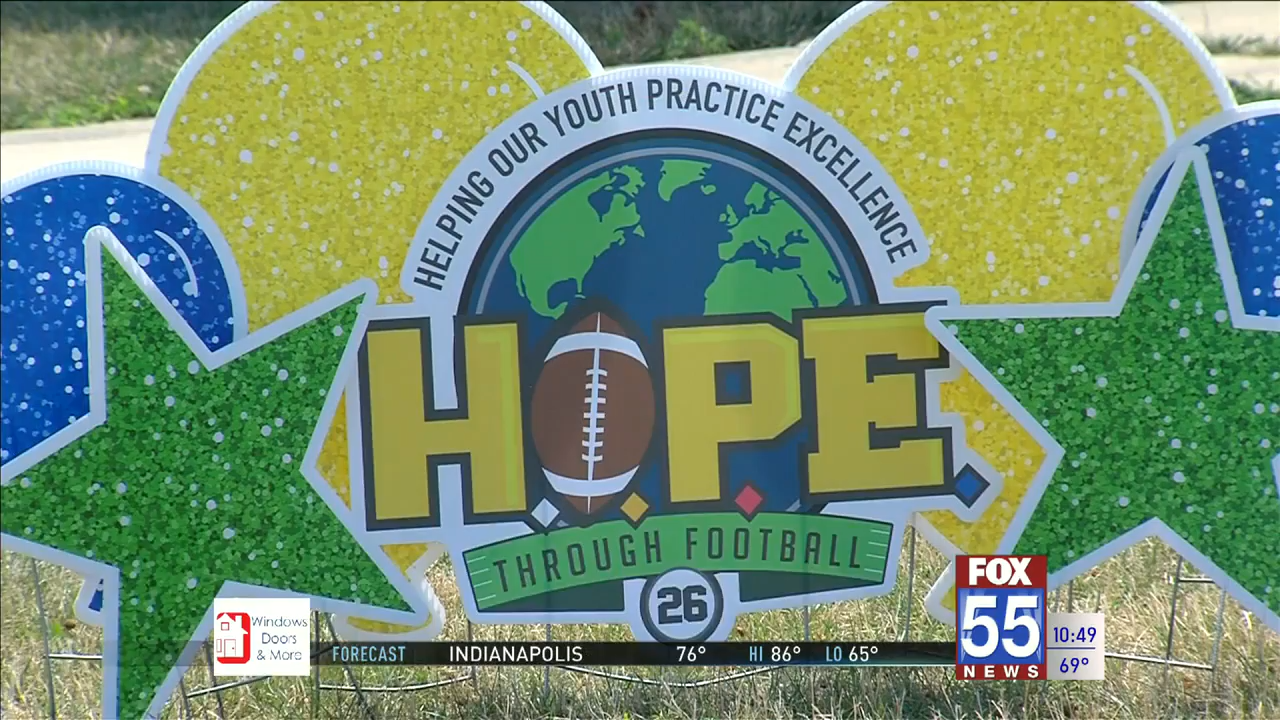 HELPING OUR YOUTH PRACTICE EXCELLENCE
H.O.P.E.
THROUGH FOOTBALL
26
Windows
Doors
& More
FORECAST INDIANAPOLIS 76° HI 86° LO 65°
FOX
55
NEWS
10:49
69°